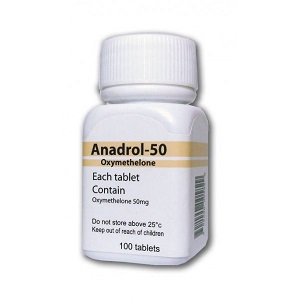 Anadrol-50
Oxymethelone
Each tablet
Contain
Oxymethelone 50mg
Do not store above 25°c
Keep out of reach of children
100 tablets